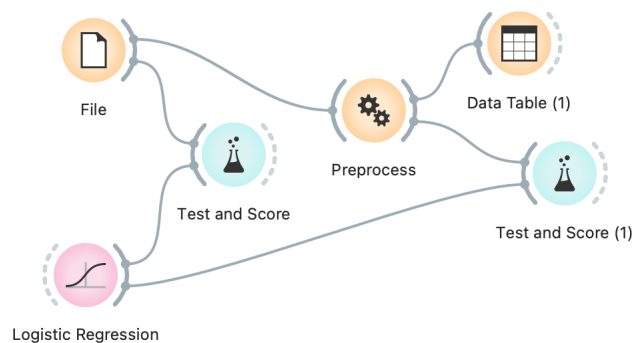 File
Data Table (1)
Preprocess
Test and Score
Test and Score (1)
Logistic Regression